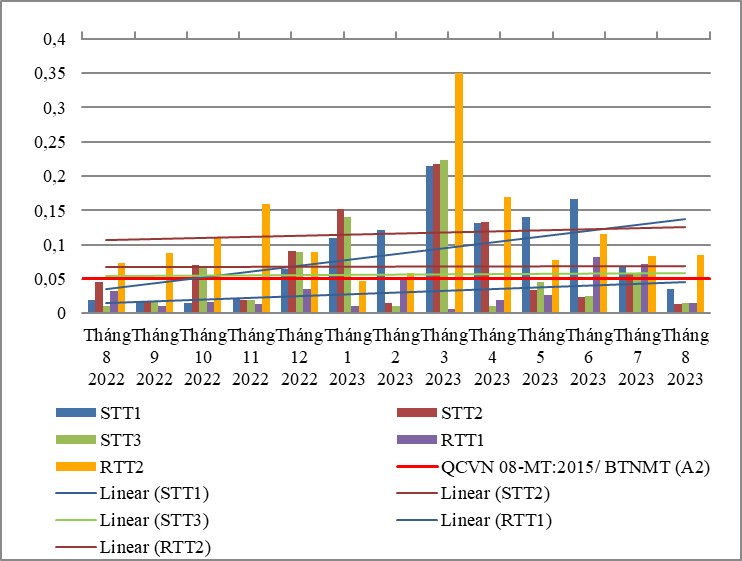 0,4
0,35
0,3
0,25
0,2
0,15
0,1
0,05
0
Tháng Tháng Tháng Tháng Tháng Tháng Tháng Tháng Tháng Tháng Tháng Tháng Tháng
8 9 10 11 12 1 2 3 4 5 6 7 8
2022 2022 2022 2022 2022 2023 2023 2023 2023 2023 2023 2023 2023
STT1 STT2
STT3 RTT1
RTT2 QCVN 08-MT:2015/ BTNMT (A2)
Linear (STT1) Linear (STT2)
Linear (STT3) Linear (RTT1)
Linear (RTT2)